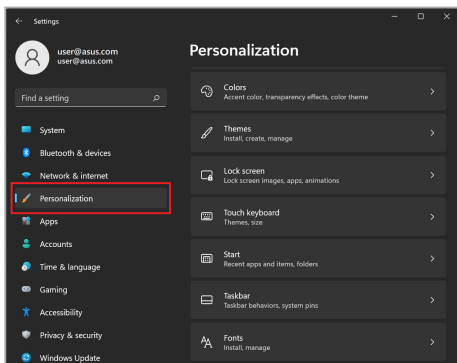 Settings
user@asus.com
user@asus.com
Find a setting
System
Bluetooth & devices
Network & internet
Personalization
Apps
Accounts
Time & language
Gaming
Accessibility
Privacy & security
Windows Update
Personalization
Colors
Accent color, transparency effects, color theme
Themes
Install, create, manage
Lock screen
Lock screen images, apps, animations
Touch keyboard
Themes, size
Start
Recent apps and items, folders
Taskbar
Taskbar behaviors, system pins
Fonts
Install, manage